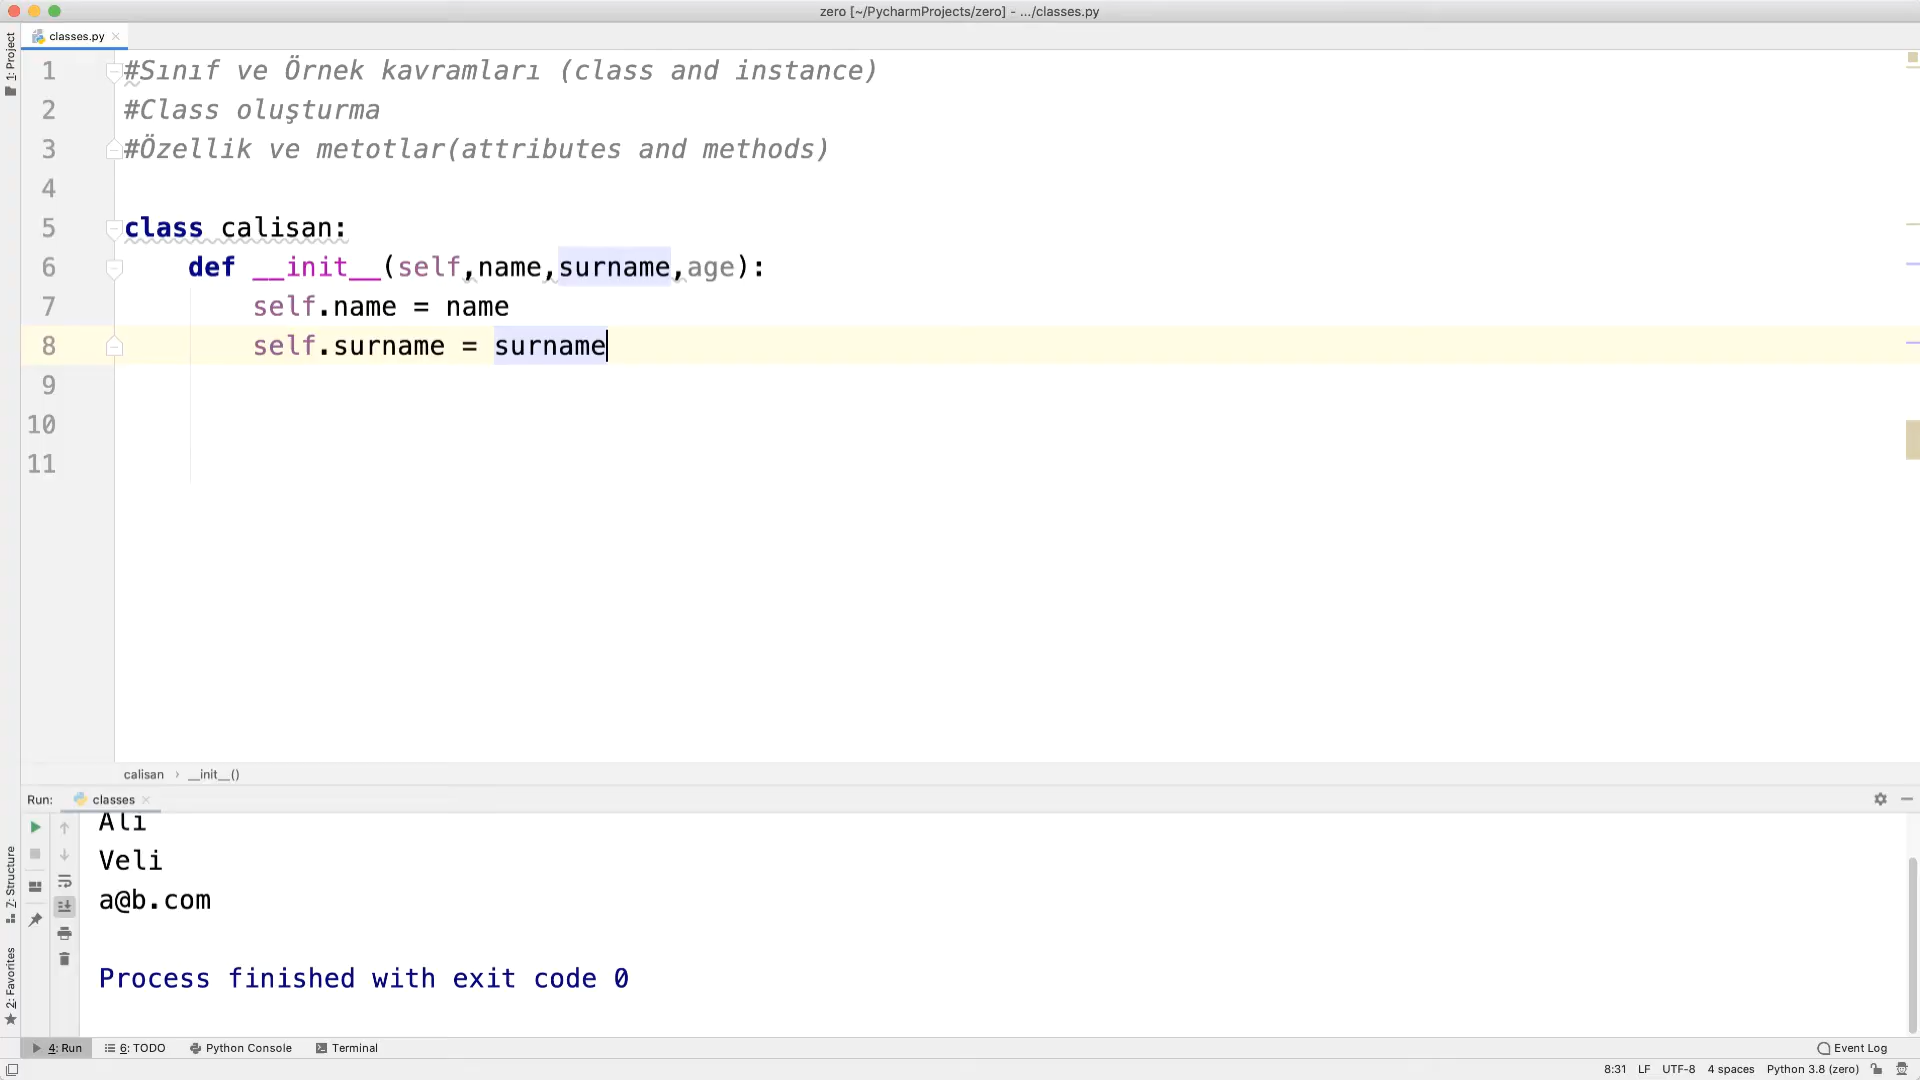 zero [~/PycharmProjects/zero] - .../classes.py
classes.py
1: Project
1 #Sınıf ve Örnek kavramları (class and instance)
2 #Class oluşturma
3 #Özellik ve metotlar(attributes and methods)
4
5 class calisan:
6 def __init__(self,name,surname,age):
7 self.name = name
8 self.surname = surname
9
10
11
calisan › __init__()
Run: classes
Ali
Veli
a@b.com
Process finished with exit code 0
Z: Structure
2: Favorites
4: Run 6: TODO Python Console Terminal Event Log
8:31 LF UTF-8 4 spaces Python 3.8 (zero)